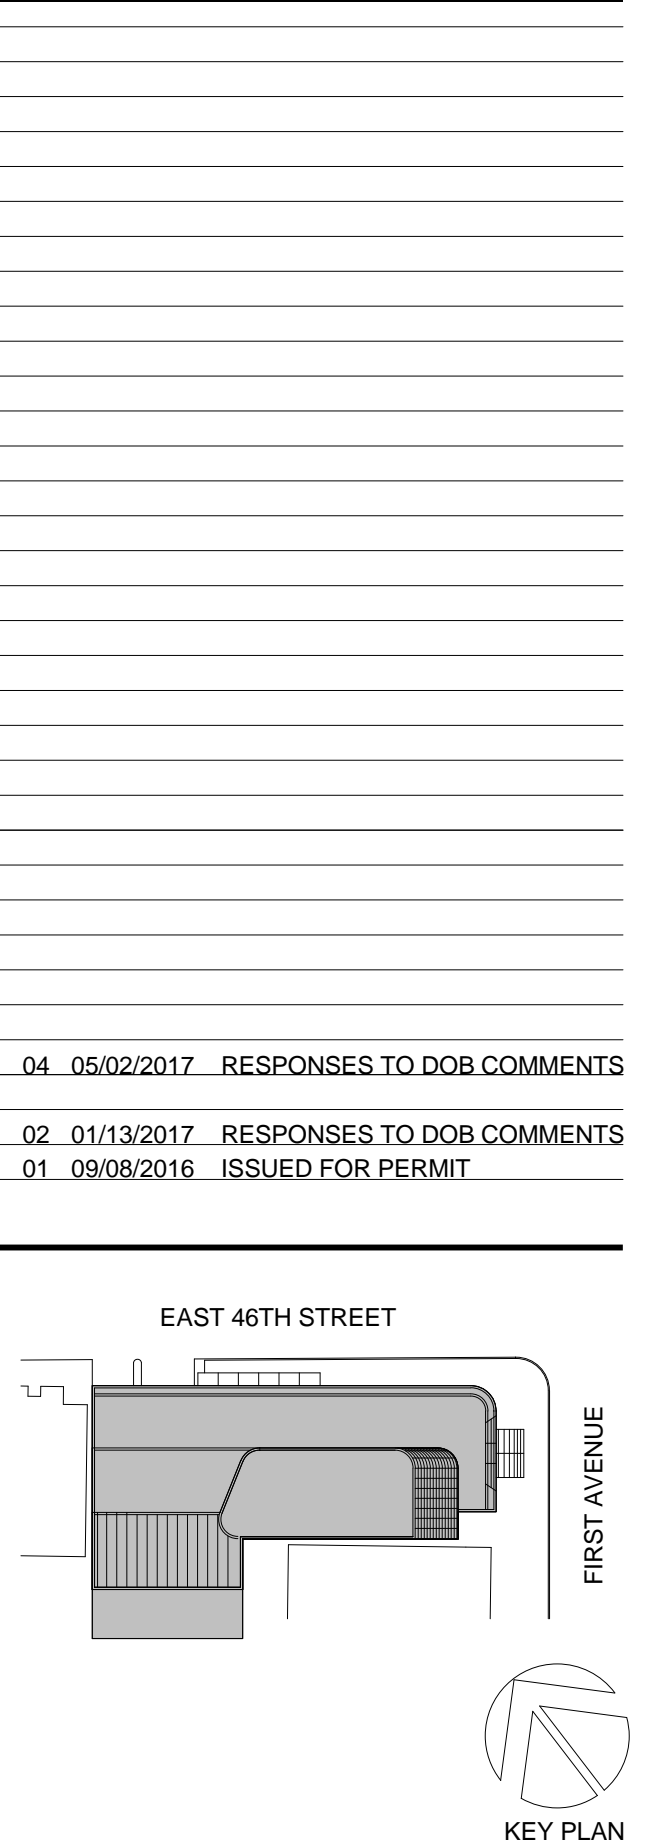 04 05/02/2017 RESPONSES TO DOB COMMENTS
02 01/13/2017 RESPONSES TO DOB COMMENTS
01 09/08/2016 ISSUED FOR PERMIT
EAST 46TH STREET
FIRST AVENUE
KEY PLAN